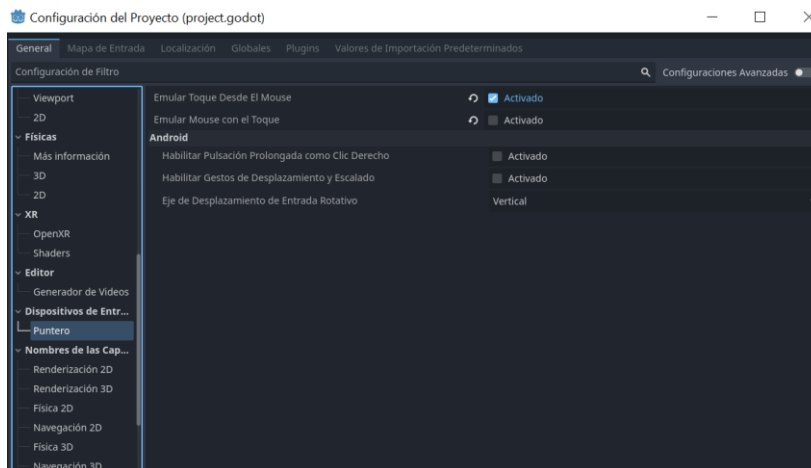 Configuración del Proyecto (project.godot)
General Mapa de Entrada Localización Globales Plugins Valores de Importación Predeterminados
Configuración de Filtro Configuraciones Avanzadas
Viewport
2D
Físicas
Más información
3D
2D
XR
OpenXR
Shaders
Editor
Generador de Videos
Dispositivos de Entr...
Puntero
Nombres de las Cap...
Renderización 2D
Renderización 3D
Física 2D
Navegación 2D
Física 3D
Navegación 3D
Emular Toque Desde El Mouse Activado
Emular Mouse con el Toque Activado
Android
Habilitar Pulsación Prolongada como Clic Derecho Activado
Habilitar Gestos de Desplazamiento y Escalado Activado
Eje de Desplazamiento de Entrada Rotativo Vertical